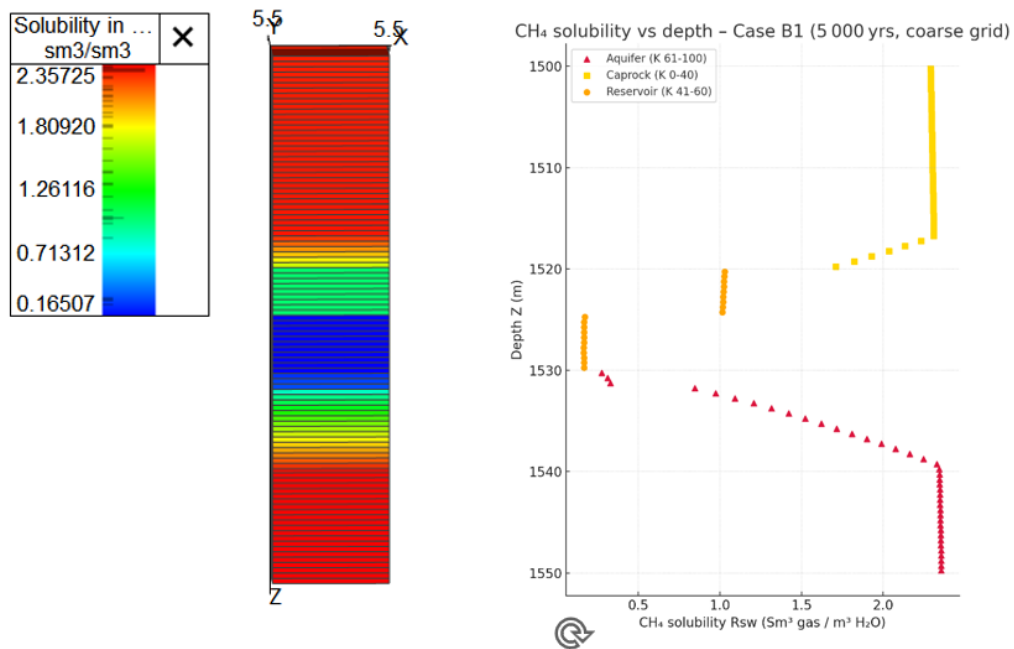 Solubility in ...
sm3/sm3
2.35725
1.80920
1.26116
0.71312
0.16507
5.5
Y
5.5
X
Z
CH₄ solubility vs depth – Case B1 (5 000 yrs, coarse grid)
Aquifer (K 61-100)
Caprock (K 0-40)
Reservoir (K 41-60)
Depth Z (m)
1500
1510
1520
1530
1540
1550
0.5 1.0 1.5 2.0
CH₄ solubility Rsw (Sm³ gas / m³ H₂O)